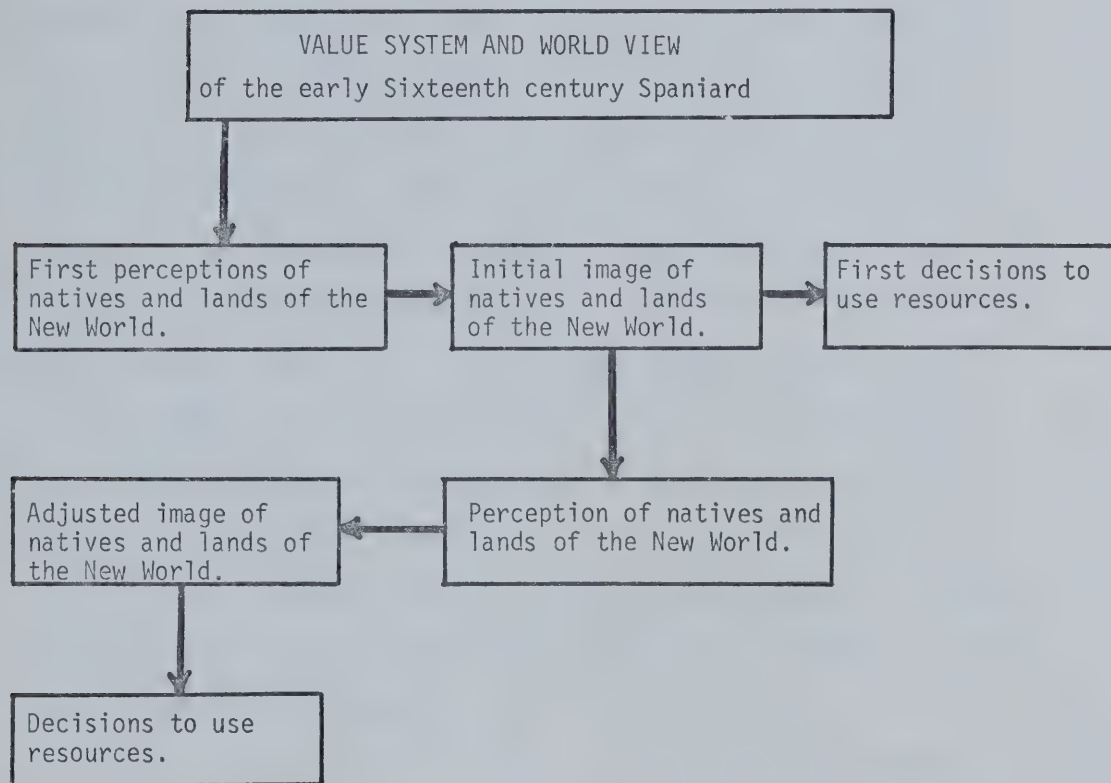 VALUE SYSTEM AND WORLD VIEW
of the early Sixteenth century Spaniard
First perceptions of
natives and lands of the
New World.
Initial image of
natives and lands
of the New World.
First decisions to
use resources.
Adjusted image of
natives and lands of
the New World.
Perception of natives and
lands of the New World.
Decisions to use
resources.